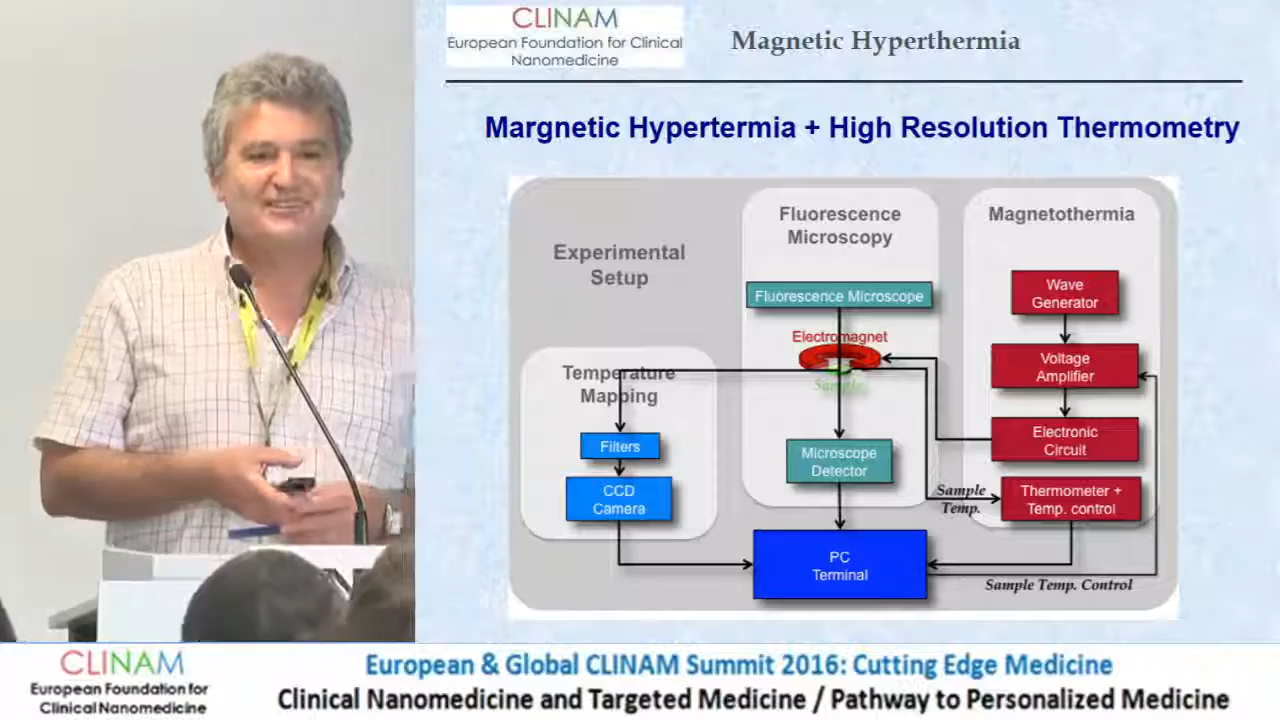 CLINAM
European Foundation for Clinical
Nanomedicine
Magnetic Hyperthermia
Margnetic Hypertermia + High Resolution Thermometry
Experimental
Setup
Fluorescence
Microscopy
Magnetothermia
Fluorescence Microscope
Electromagnet
Sample
Wave
Generator
Voltage
Amplifier
Temperature
Mapping
Filters
CCD
Camera
Microscope
Detector
Electronic
Circuit
Sample
Temp.
Thermometer +
Temp. control
PC
Terminal
Sample Temp. Control
CLINAM
European Foundation for
Clinical Nanomedicine
European & Global CLINAM Summit 2016: Cutting Edge Medicine
Clinical Nanomedicine and Targeted Medicine / Pathway to Personalized Medicine